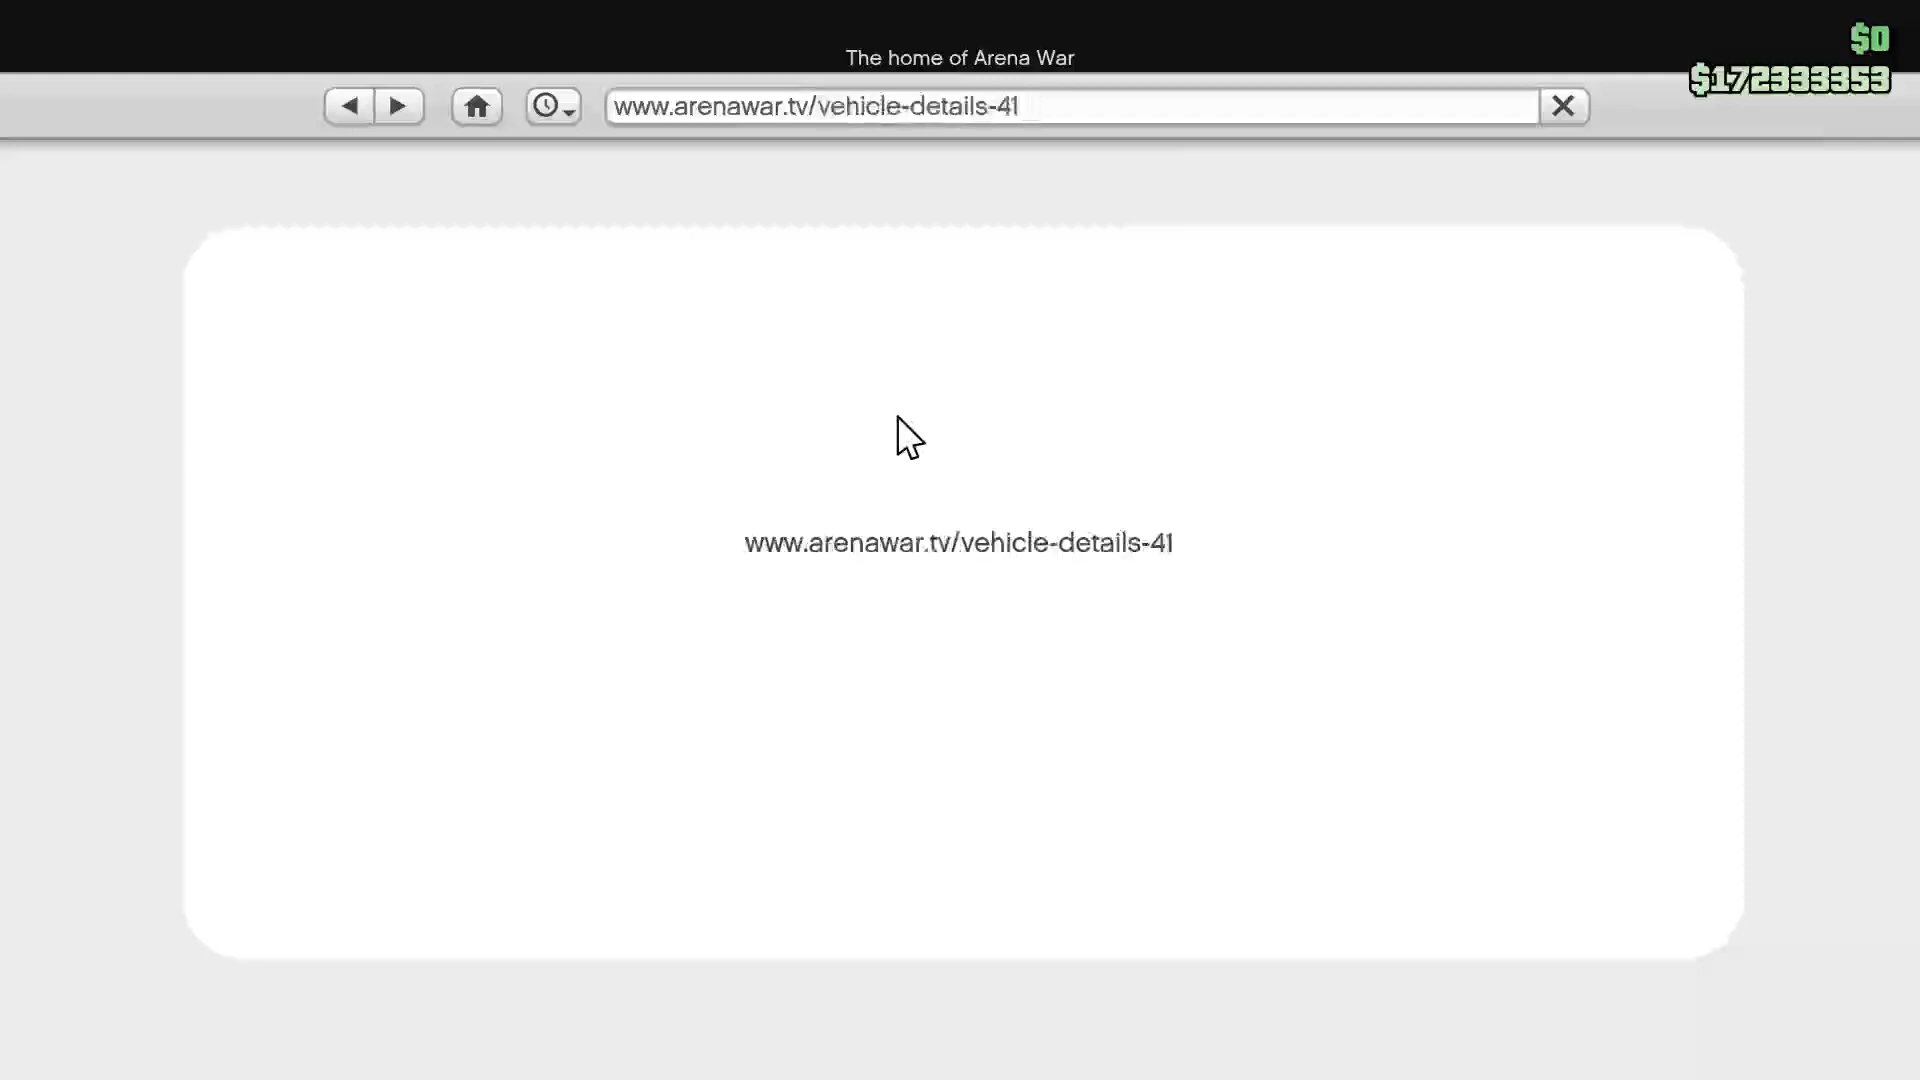 $0
The home of Arena War
$172333353
www.arenawar.tv/vehicle-details-41
www.arenawar.tv/vehicle-details-41